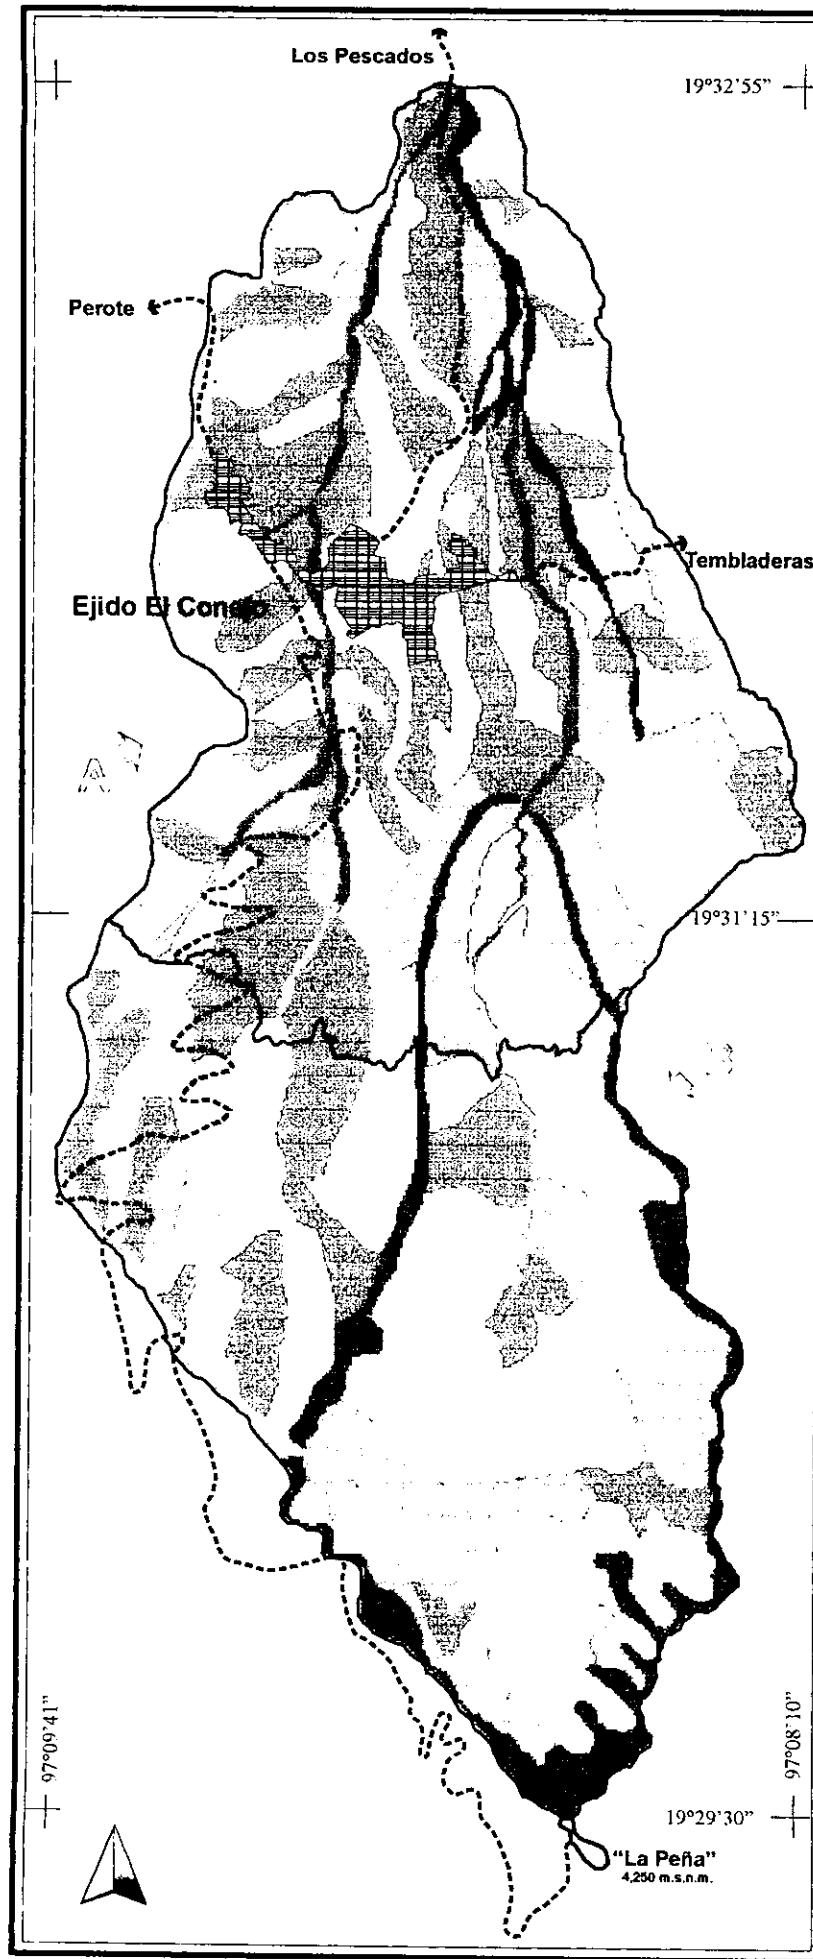 Los Pescados
19°32'55"
Perote
Tembladeras
Ejido El Conejo
19°31'15"
97°09'41"
97°08'10"
19°29'30"
"La Peña"
4,250 m.s.n.m.